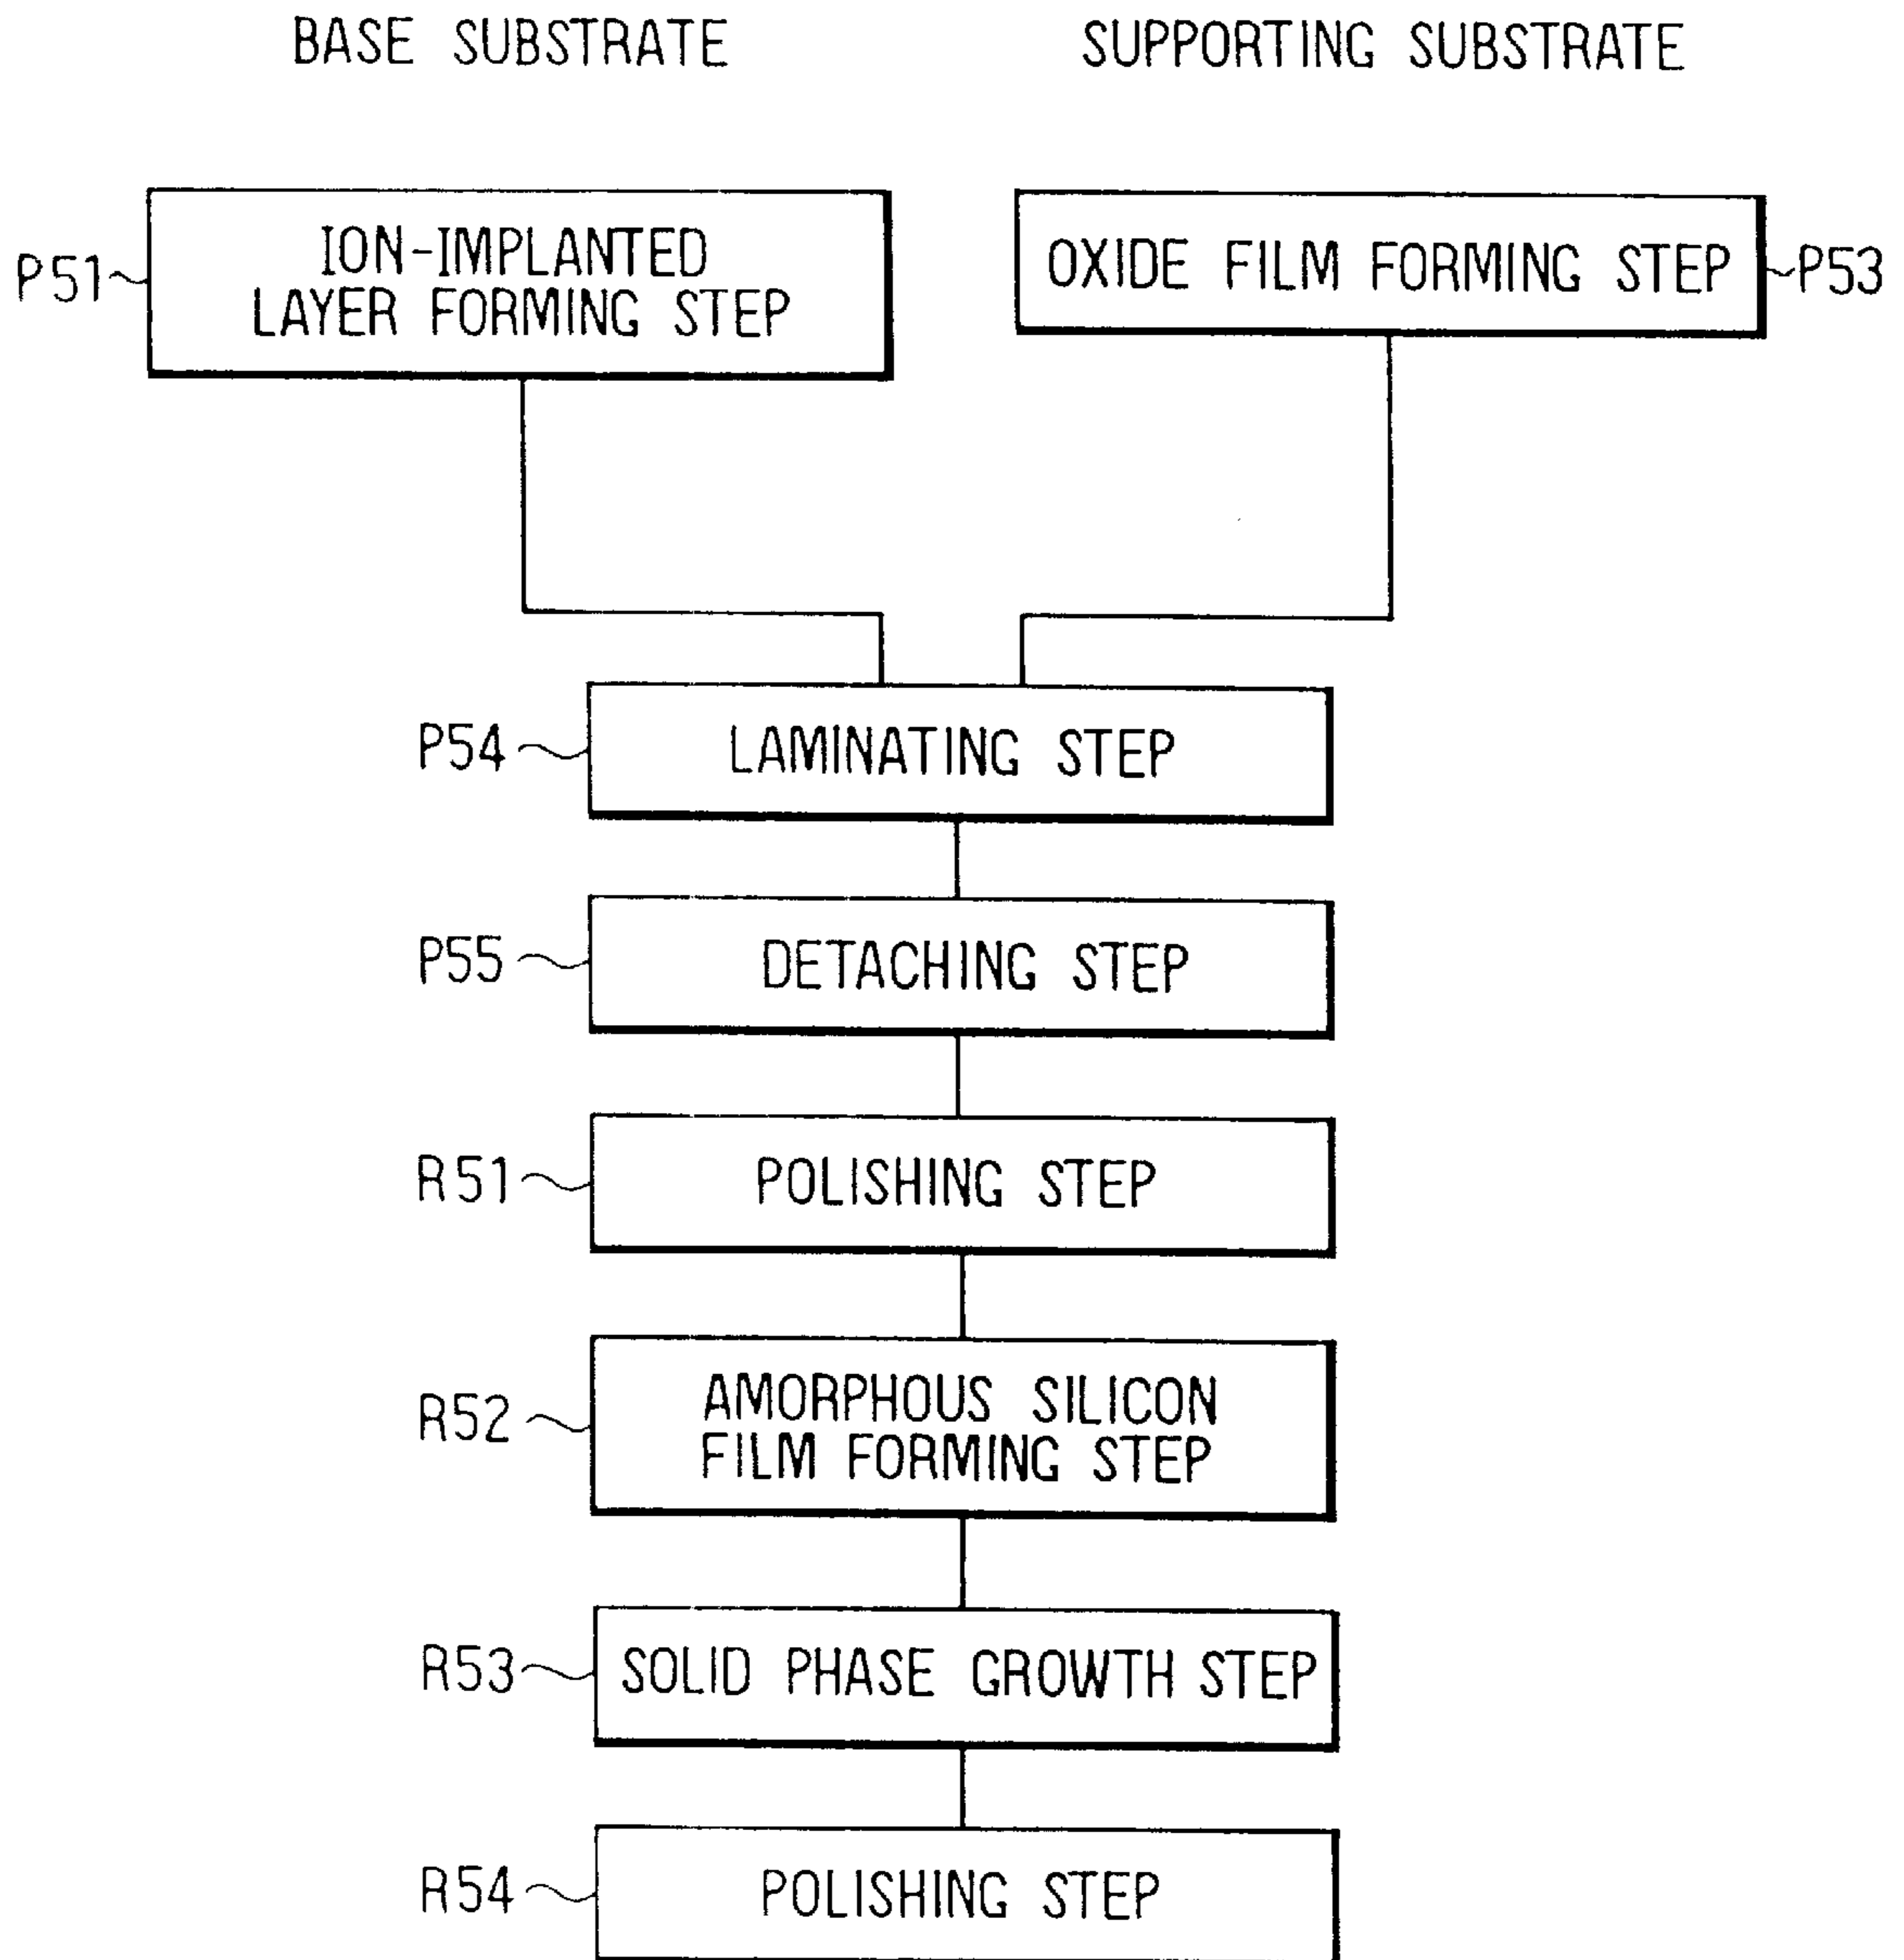 BASE SUBSTRATE
SUPPORTING SUBSTRATE
P51
ION-IMPLANTED
LAYER FORMING STEP
OXIDE FILM FORMING STEP
P53
P54
LAMINATING STEP
P55
DETACHING STEP
R51
POLISHING STEP
R52
AMORPHOUS SILICON
FILM FORMING STEP
R53
SOLID PHASE GROWTH STEP
R54
POLISHING STEP